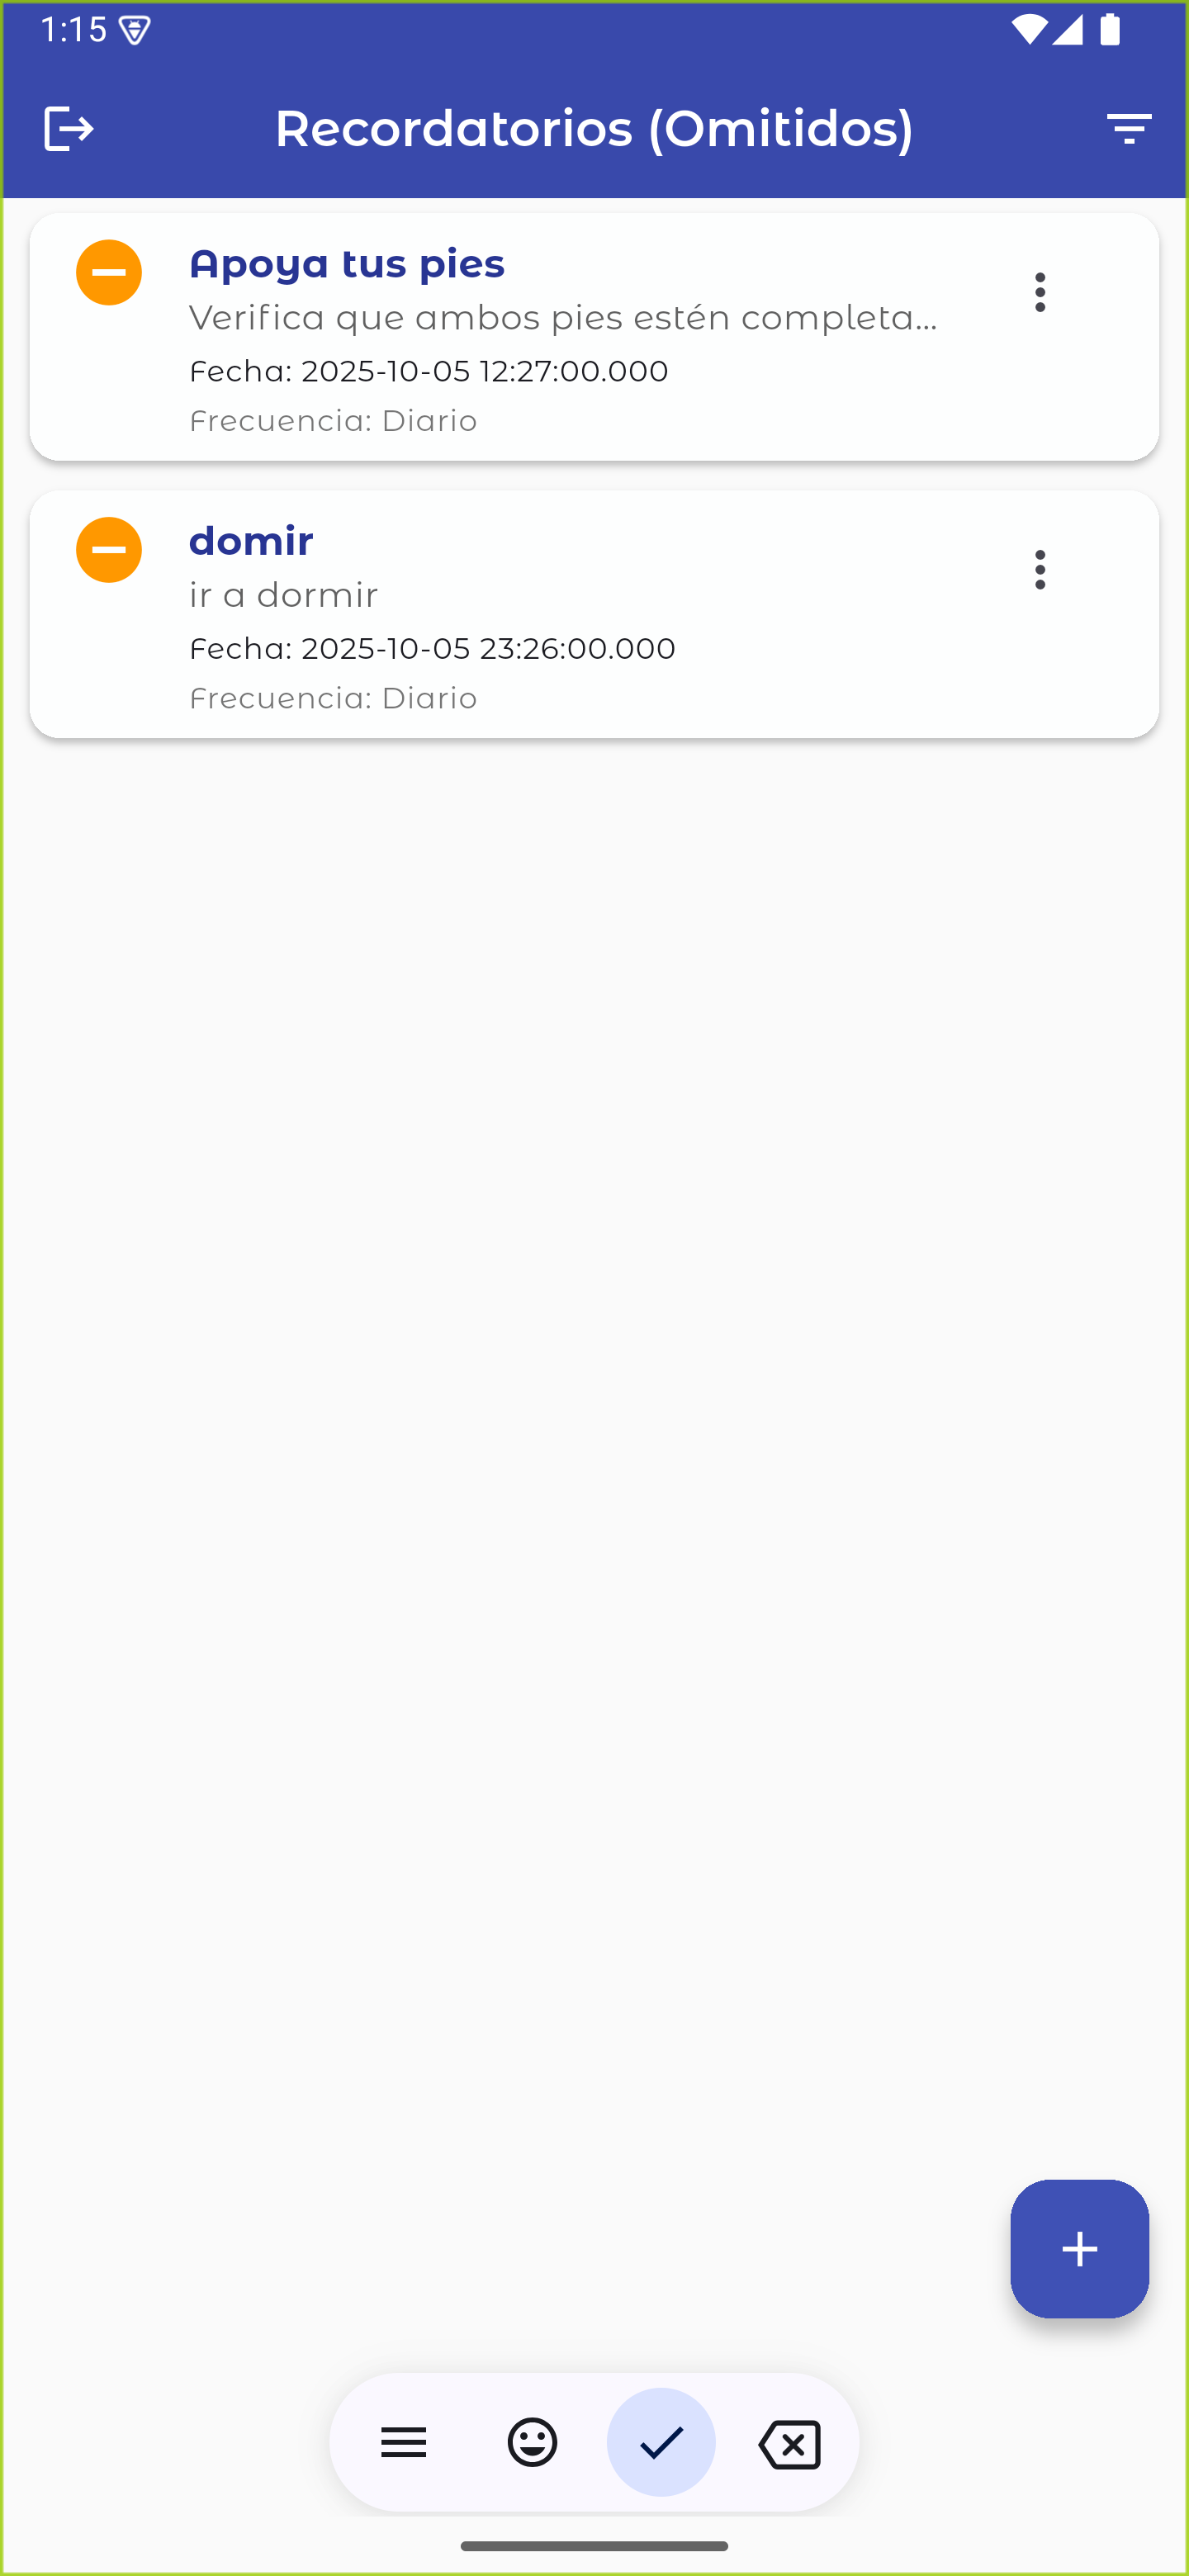 1:15
Recordatorios (Omitidos)
Apoya tus pies
Verifica que ambos pies estén completa...
Fecha: 2025-10-05 12:27:00.000
Frecuencia: Diario
domir
ir a dormir
Fecha: 2025-10-05 23:26:00.000
Frecuencia: Diario